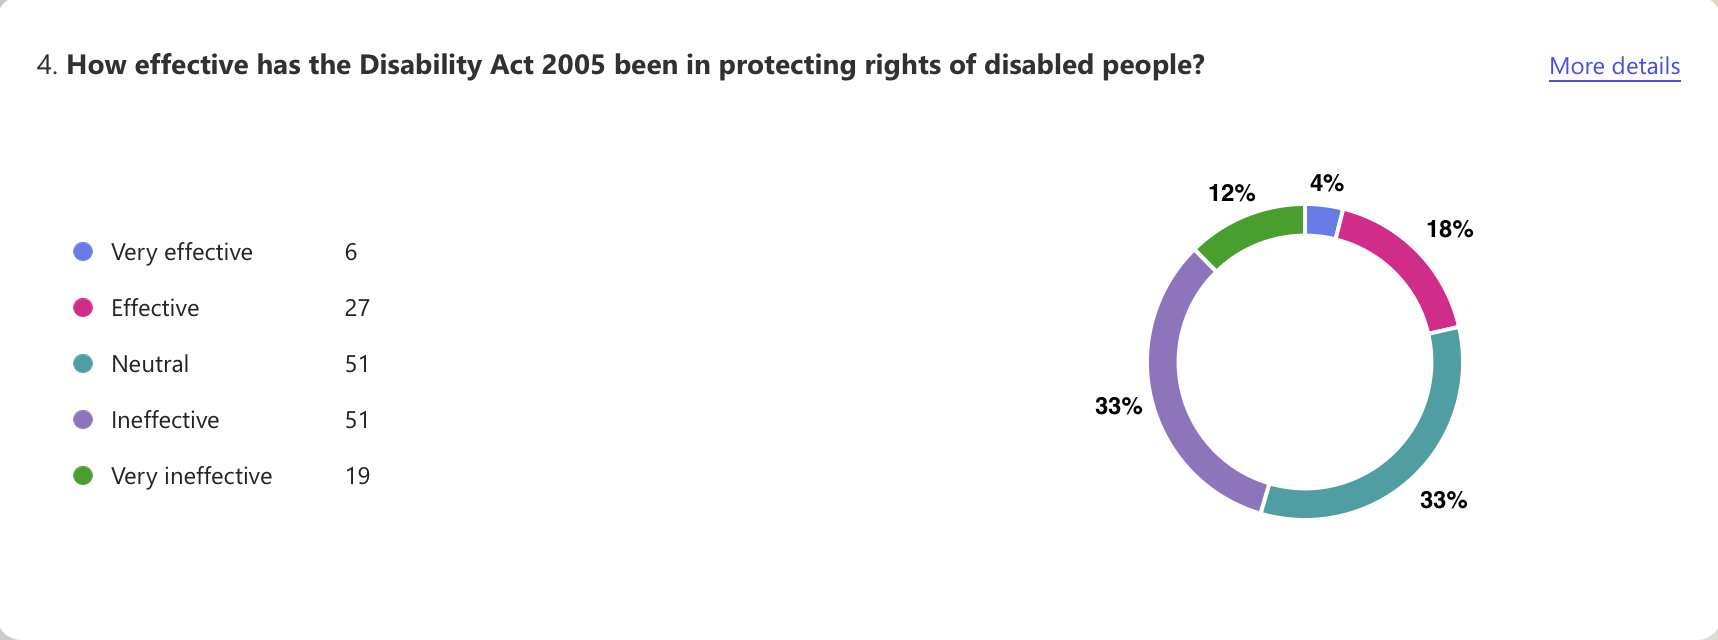 4. How effective has the Disability Act 2005 been in protecting rights of disabled people?
More details
Very effective 6
Effective 27
Neutral 51
Ineffective 51
Very ineffective 19
12%
4%
18%
33%
33%